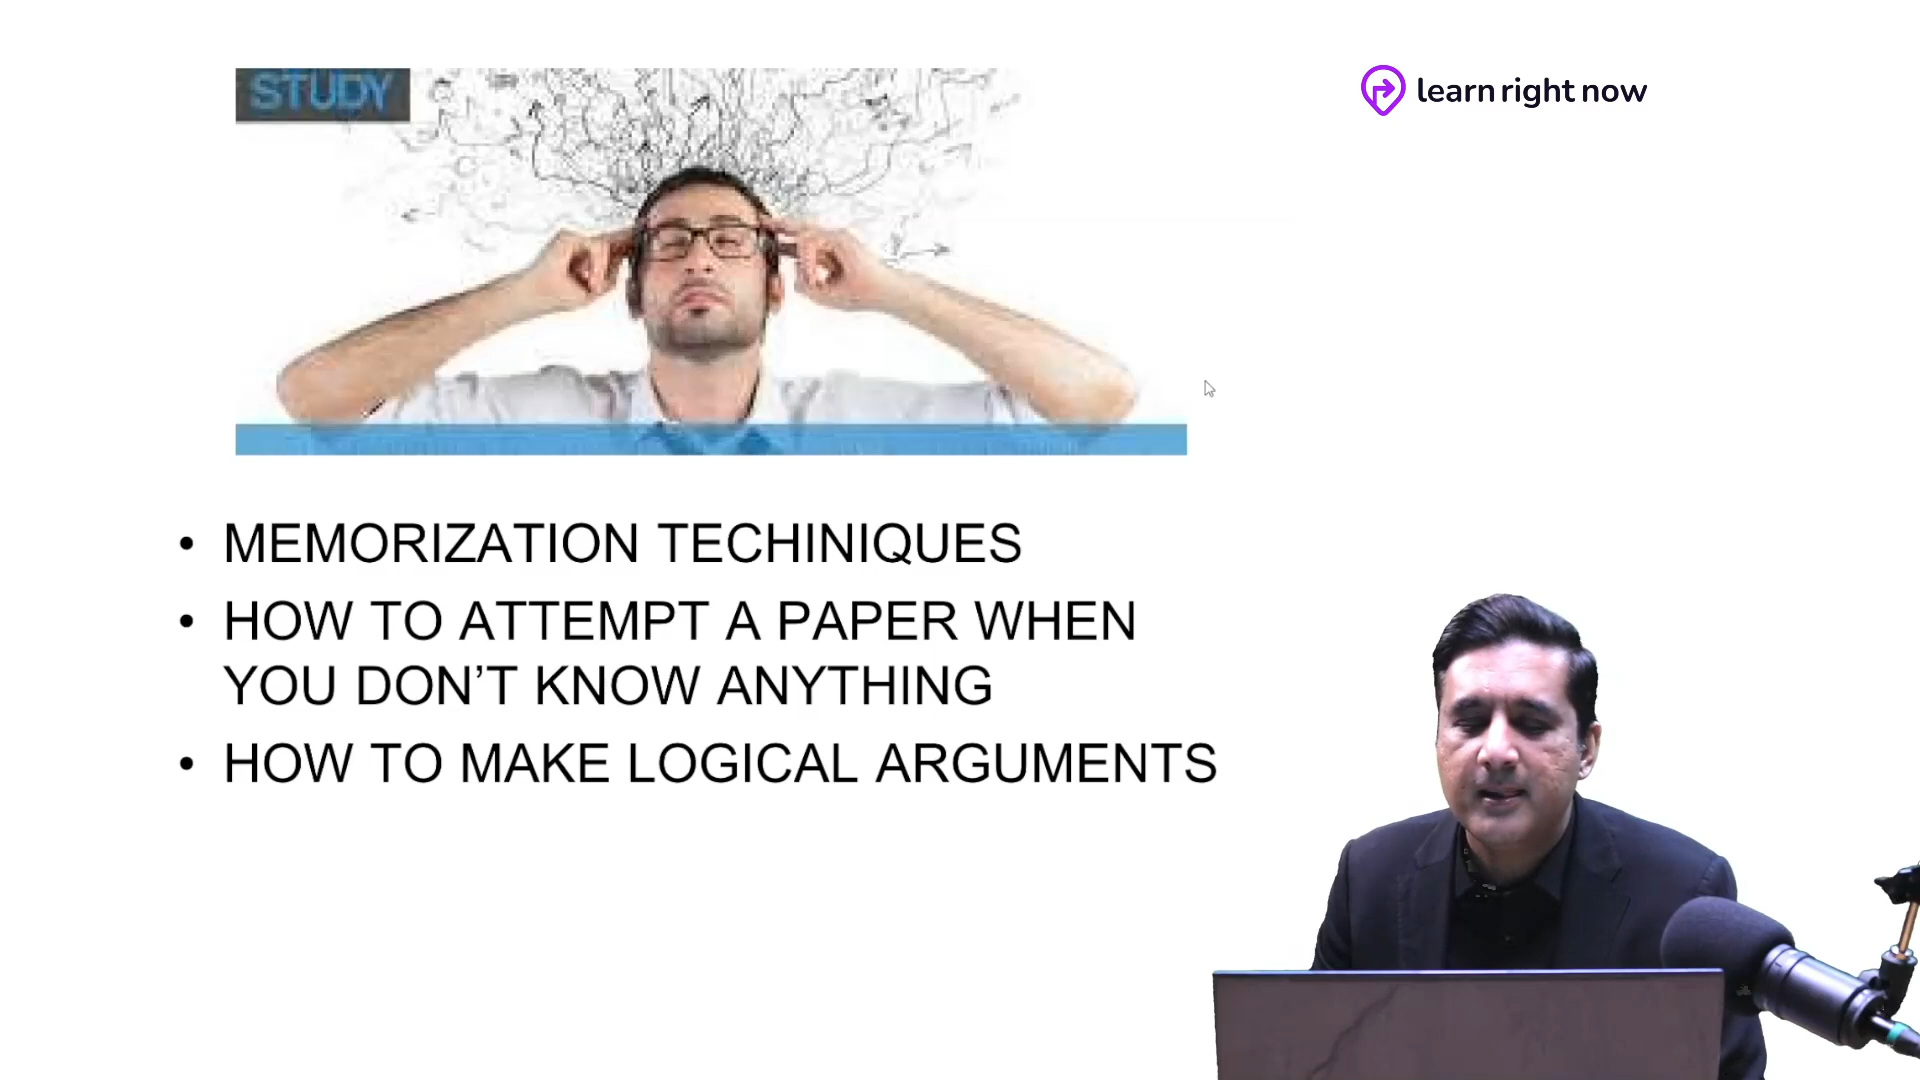 STUDY
learn right now
• MEMORIZATION TECHINIQUES
• HOW TO ATTEMPT A PAPER WHEN
YOU DON’T KNOW ANYTHING
• HOW TO MAKE LOGICAL ARGUMENTS